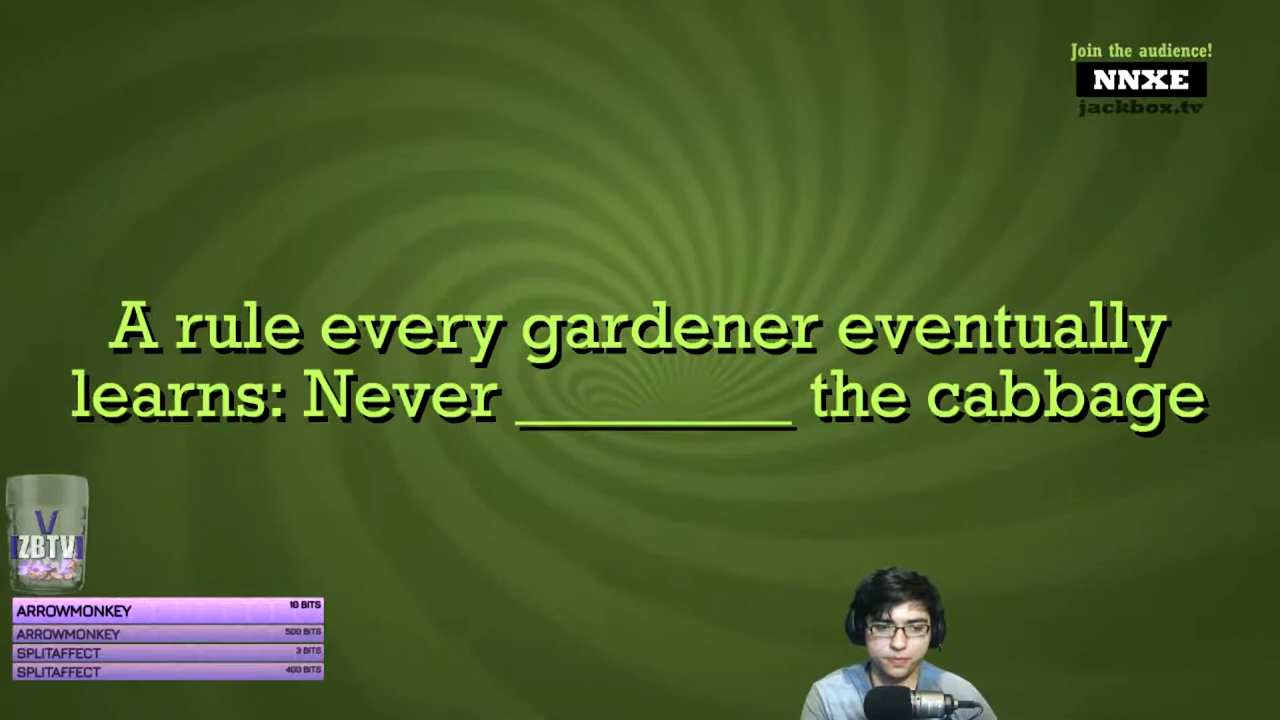 Join the audience!
NNXE
jackbox.tv
A rule every gardener eventually
learns: Never ________ the cabbage
ZBTV
ARROWMONKEY 10 BITS
ARROWMONKEY 500 BITS
SPLITAFFECT 3 BITS
SPLITAFFECT 400 BITS